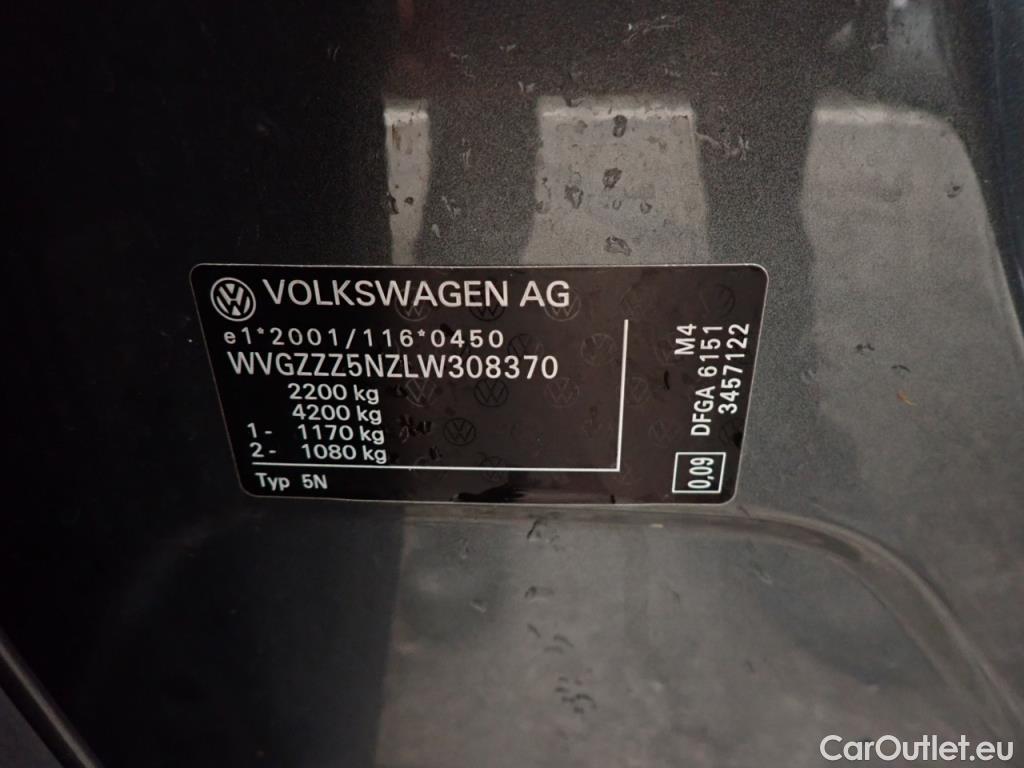 VOLKSWAGEN AG
e1*2001/116*0450
WVGZZZ5NZLW308370
2200 kg
4200 kg
1- 1170 kg
2- 1080 kg
Typ 5N
M4
DFGA 6151
3457122
0,09
CarOutlet.eu